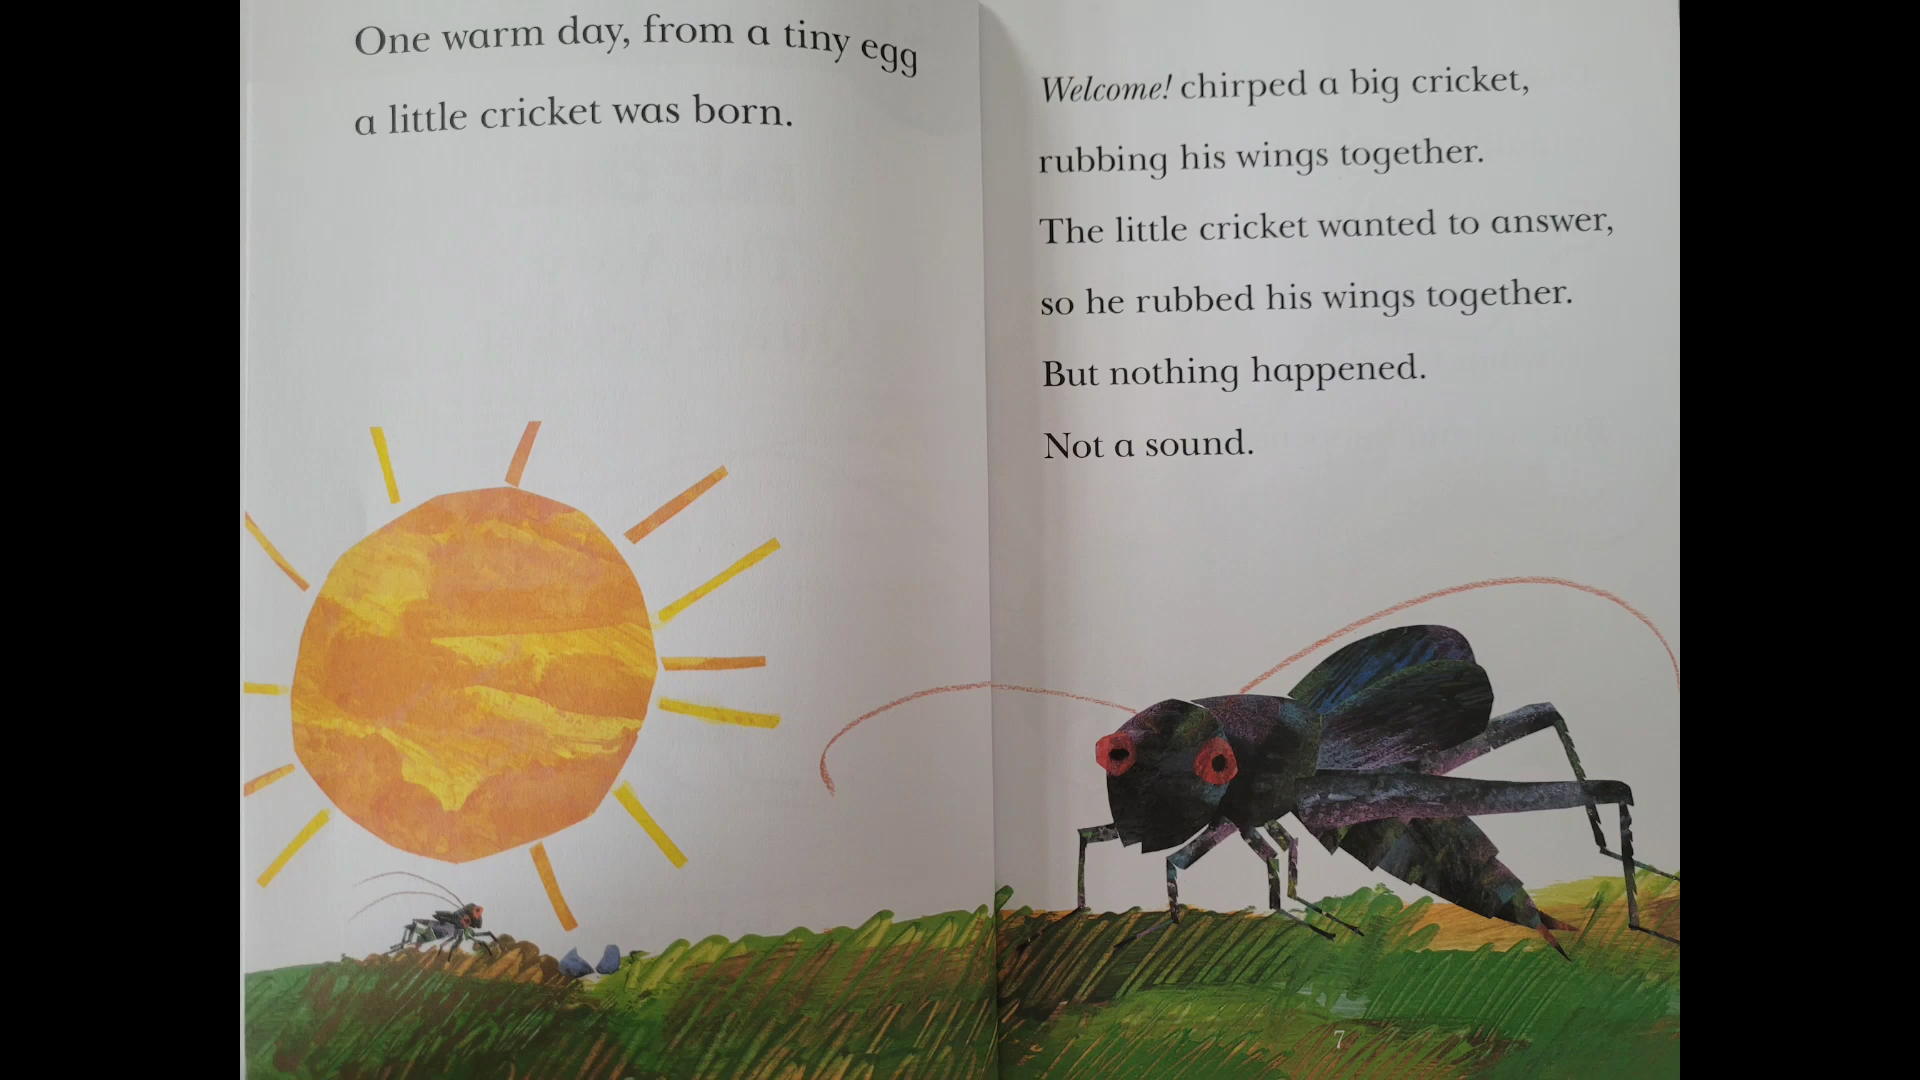 One warm day, from a tiny egg
a little cricket was born.
Welcome! chirped a big cricket,
rubbing his wings together.
The little cricket wanted to answer,
so he rubbed his wings together.
But nothing happened.
Not a sound.
7